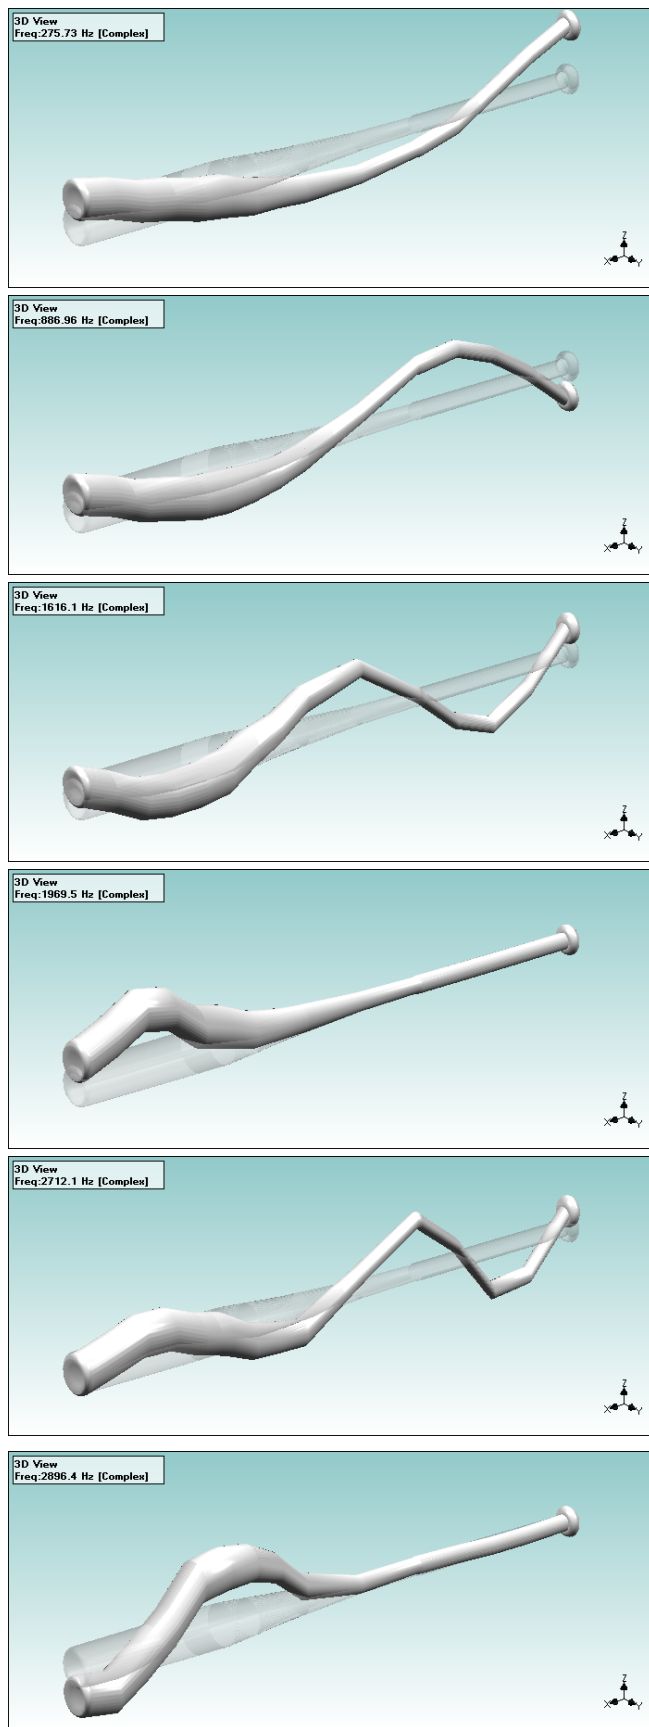 3D View
Freq:275.73 Hz [Complex]
Z
X Y
3D View
Freq:886.96 Hz [Complex]
Z
X Y
3D View
Freq:1616.1 Hz [Complex]
Z
X Y
3D View
Freq:1969.5 Hz [Complex]
Z
X Y
3D View
Freq:2712.1 Hz [Complex]
Z
X Y
3D View
Freq:2896.4 Hz [Complex]
Z
X Y